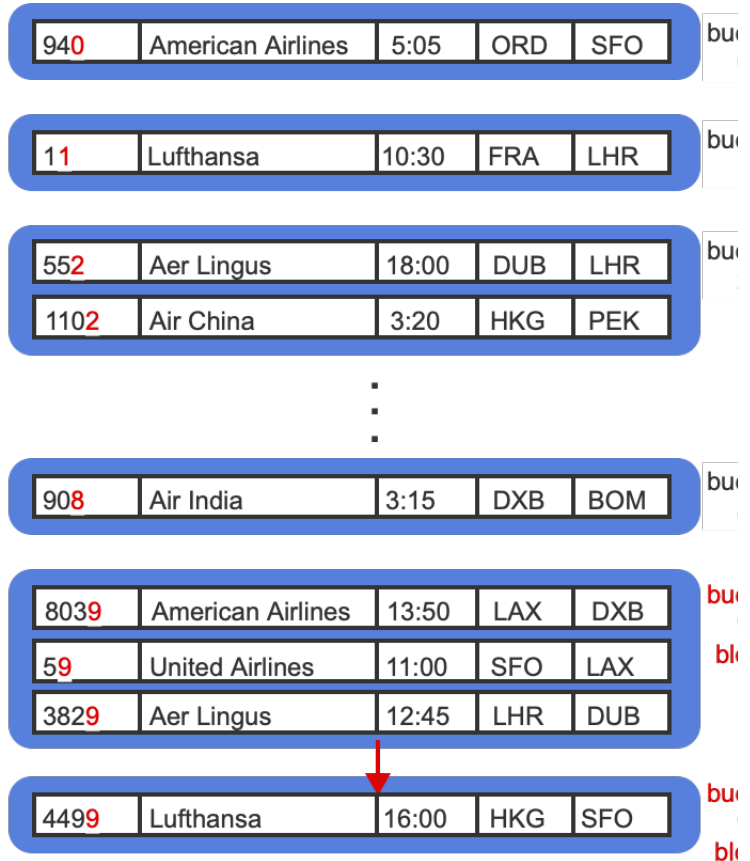 940 American Airlines 5:05 ORD SFO
11 Lufthansa 10:30 FRA LHR
552 Aer Lingus 18:00 DUB LHR
1102 Air China 3:20 HKG PEK
908 Air India 3:15 DXB BOM
8039 American Airlines 13:50 LAX DXB
59 United Airlines 11:00 SFO LAX
3829 Aer Lingus 12:45 LHR DUB
4499 Lufthansa 16:00 HKG SFO